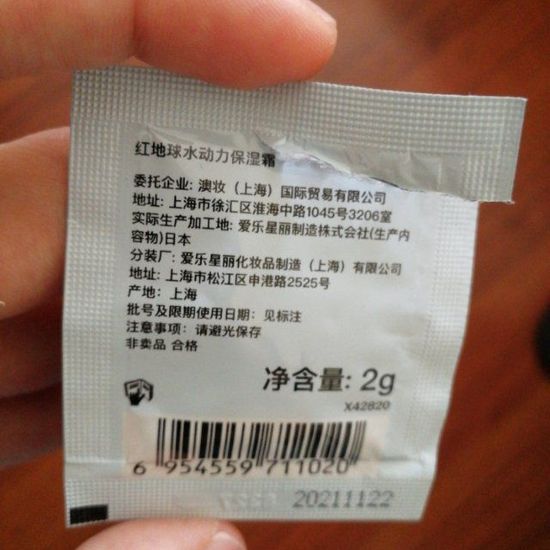 红地球水动力保湿霜
委托企业: 澳妆（上海）国际贸易有限公司
地址: 上海市徐汇区淮海中路1045号3206室
实际生产加工地: 爱乐星丽制造株式会社(生产内
容物)日本
分装厂: 爱乐星丽化妆品制造（上海）有限公司
地址: 上海市松江区申港路2525号
产地: 上海
批号及限期使用日期: 见标注
注意事项: 请避光保存
非卖品 合格
净含量: 2g
X42820
6 954559 711020
20211122